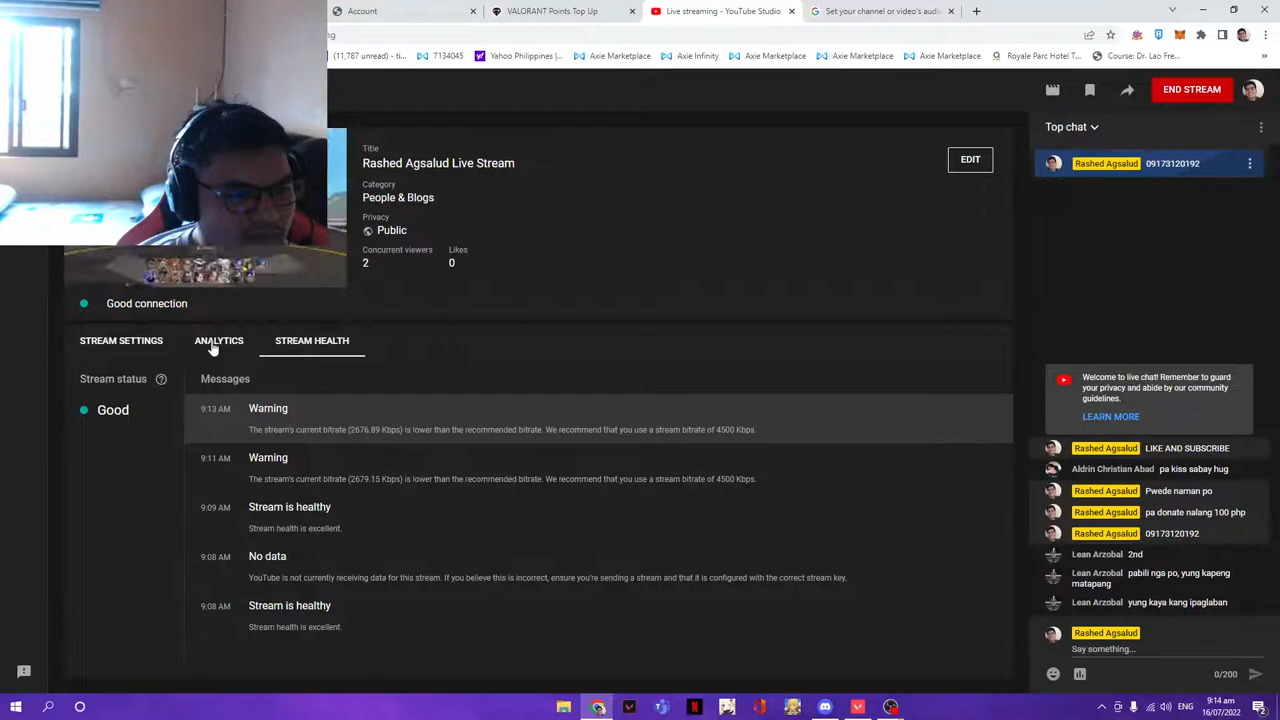 Account
VALORANT Points Top Up
Live streaming - YouTube Studio
Set your channel or video's audi
ng
(11,787 unread) - ti...
7134045
Yahoo Philippines |...
Axie Marketplace
Axie Infinity
Axie Marketplace
Axie Marketplace
Axie Marketplace
Royale Parc Hotel T...
Course: Dr. Lao Fre...
END STREAM
Title
Rashed Agsalud Live Stream
EDIT
Category
People & Blogs
Privacy
Public
Concurrent viewers
Likes
2
0
Good connection
STREAM SETTINGS
ANALYTICS
STREAM HEALTH
Stream status
Messages
Good
9:13 AM
Warning
The stream's current bitrate (2676.89 Kbps) is lower than the recommended bitrate. We recommend that you use a stream bitrate of 4500 Kbps.
9:11 AM
Warning
The stream's current bitrate (2679.15 Kbps) is lower than the recommended bitrate. We recommend that you use a stream bitrate of 4500 Kbps.
9:09 AM
Stream is healthy
Stream health is excellent.
9:08 AM
No data
YouTube is not currently receiving data for this stream. If you believe this is incorrect, ensure you're sending a stream and that it is configured with the correct stream key.
9:08 AM
Stream is healthy
Stream health is excellent.
Top chat
Rashed Agsalud 09173120192
Welcome to live chat! Remember to guard
your privacy and abide by our community
guidelines.
LEARN MORE
Rashed Agsalud LIKE AND SUBSCRIBE
Aldrin Christian Abad pa kiss sabay hug
Rashed Agsalud Pwede naman po
Rashed Agsalud pa donate nalang 100 php
Rashed Agsalud 09173120192
Lean Arzobal 2nd
Lean Arzobal pabili nga po, yung kapeng
matapang
Lean Arzobal yung kaya kang ipaglaban
Rashed Agsalud
Say something...
0/200
9:14 am
16/07/2022